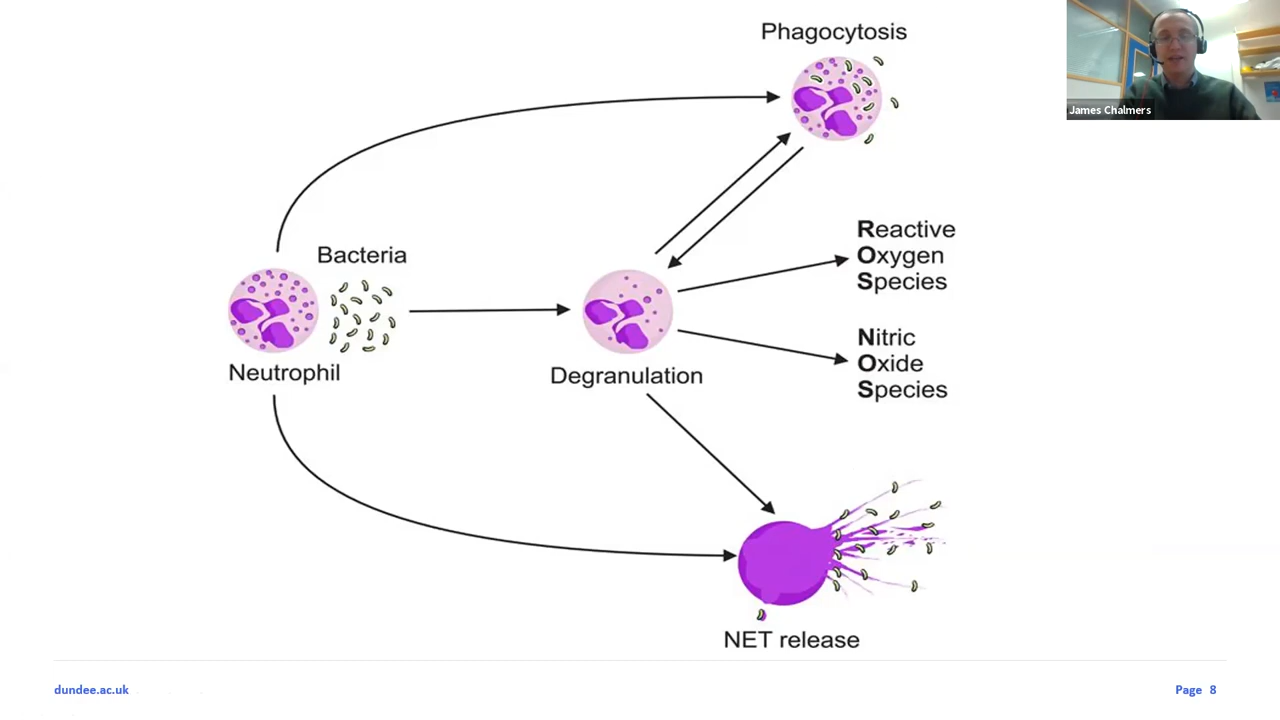 Phagocytosis
James Chalmers
Reactive
Oxygen
Species
Bacteria
Nitric
Oxide
Species
Neutrophil
Degranulation
NET release
dundee.ac.uk
Page 8